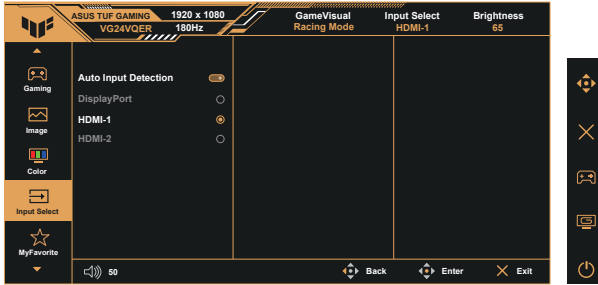 ASUS TUF GAMING 1920 x 1080
VG24VQER 180Hz
GameVisual Input Select Brightness
Racing Mode HDMI-1 65
Gaming
Image
Color
Input Select
MyFavorite
Auto Input Detection
DisplayPort
HDMI-1
HDMI-2
50 Back Enter Exit